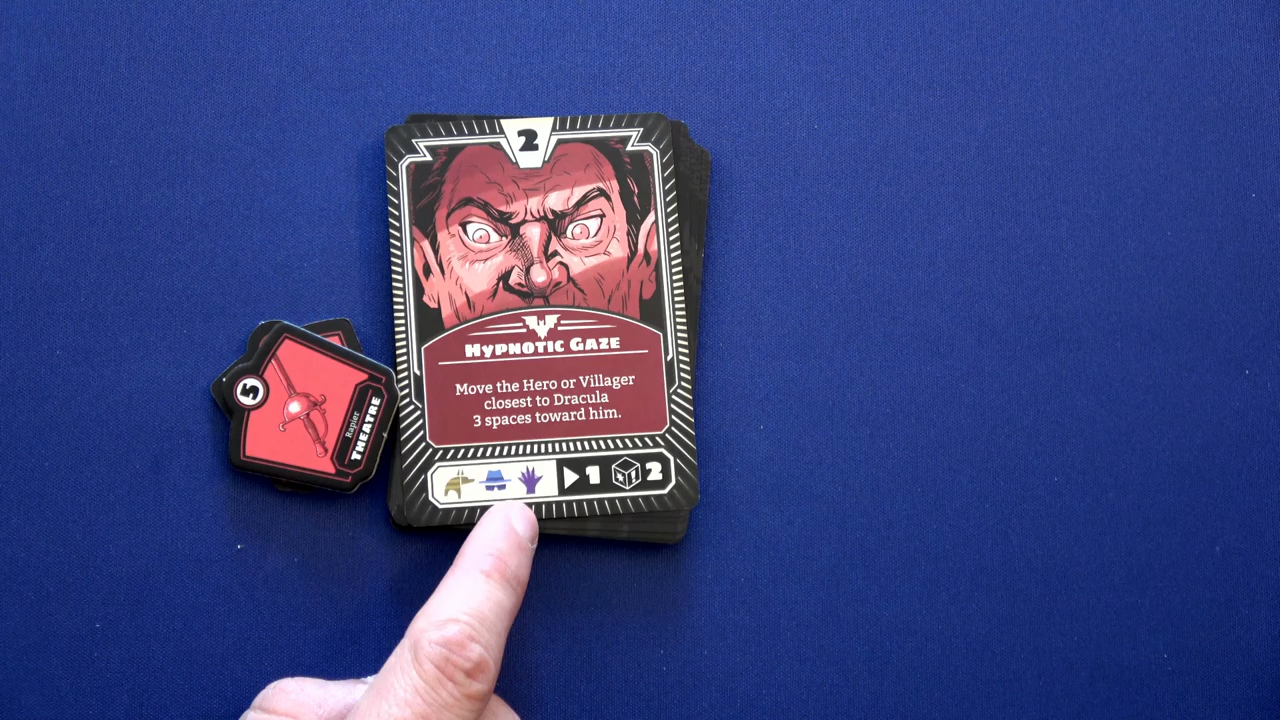 2
Hypnotic Gaze
Move the Hero or Villager
closest to Dracula
3 spaces toward him.
1 2
5
Rapier
THEATRE